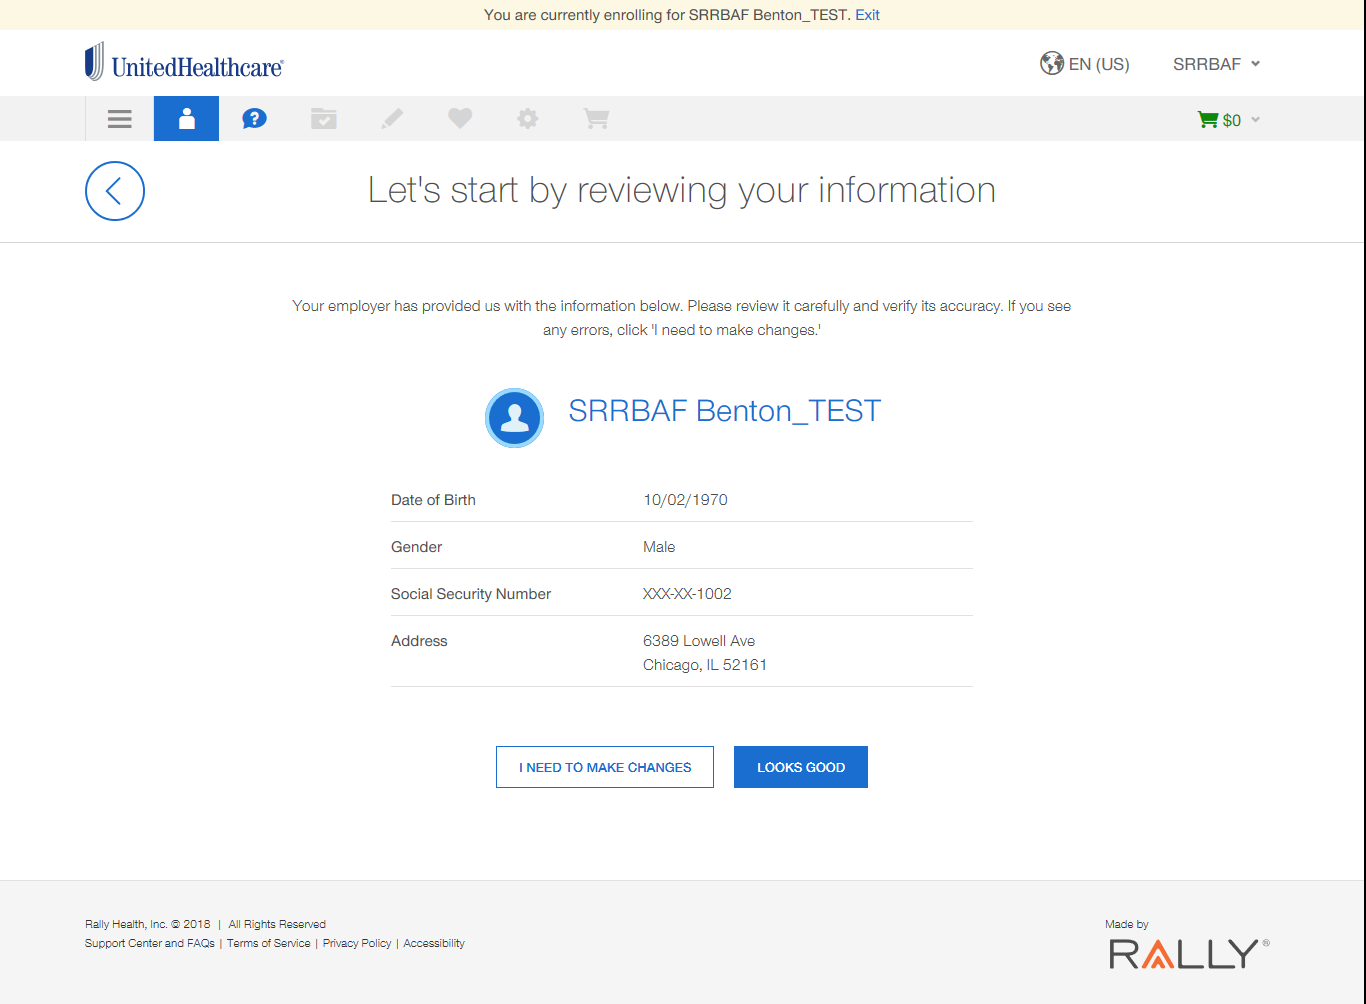 You are currently enrolling for SRRBAF Benton_TEST. Exit
UnitedHealthcare®
EN (US)
SRRBAF
?
$0
Let's start by reviewing your information
Your employer has provided us with the information below. Please review it carefully and verify its accuracy. If you see
any errors, click 'I need to make changes.'
SRRBAF Benton_TEST
Date of Birth 10/02/1970
Gender Male
Social Security Number XXX-XX-1002
Address 6389 Lowell Ave
Chicago, IL 52161
I NEED TO MAKE CHANGES
LOOKS GOOD
Rally Health, Inc. © 2018 | All Rights Reserved
Support Center and FAQs | Terms of Service | Privacy Policy | Accessibility
Made by
RALLY®